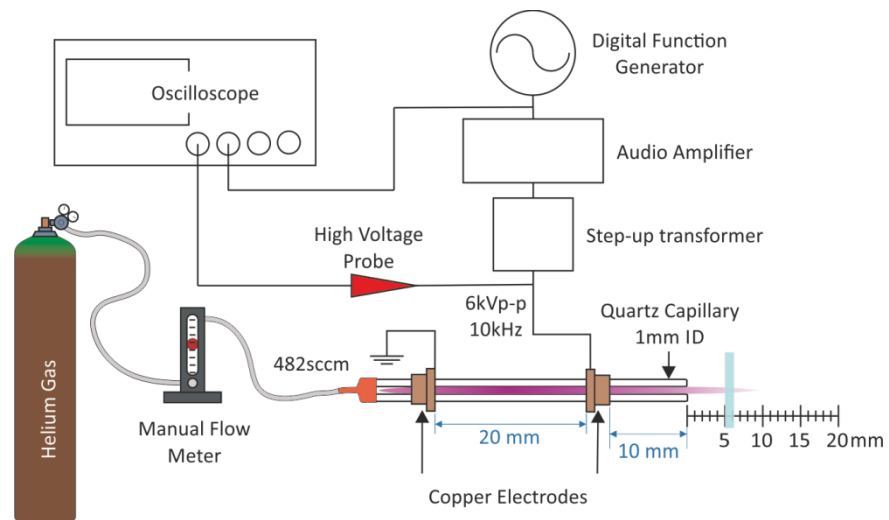 Digital Function
Generator
Oscilloscope
Audio Amplifier
Step-up transformer
High Voltage
Probe
6kVp-p
10kHz
Quartz Capillary
1mm ID
482sccm
Helium Gas
Manual Flow
Meter
20 mm
10 mm
0 5 10 15 20mm
Copper Electrodes